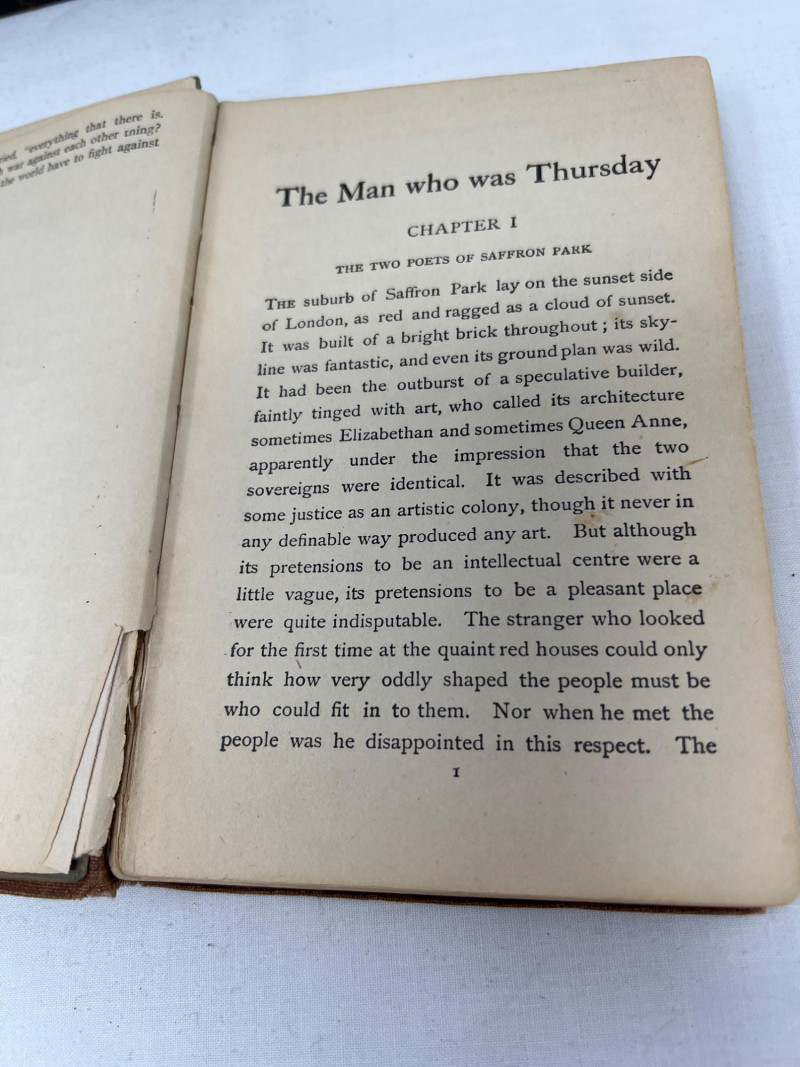 ried, "everything that there is.
war against each other thing?
the world have to fight against
The Man who was Thursday
CHAPTER I
THE TWO POETS OF SAFFRON PARK
THE suburb of Saffron Park lay on the sunset side
of London, as red and ragged as a cloud of sunset.
It was built of a bright brick throughout ; its sky-
line was fantastic, and even its ground plan was wild.
It had been the outburst of a speculative builder,
faintly tinged with art, who called its architecture
sometimes Elizabethan and sometimes Queen Anne,
apparently under the impression that the two
sovereigns were identical. It was described with
some justice as an artistic colony, though it never in
any definable way produced any art. But although
its pretensions to be an intellectual centre were a
little vague, its pretensions to be a pleasant place
were quite indisputable. The stranger who looked
for the first time at the quaint red houses could only
think how very oddly shaped the people must be
who could fit in to them. Nor when he met the
people was he disappointed in this respect. The
1